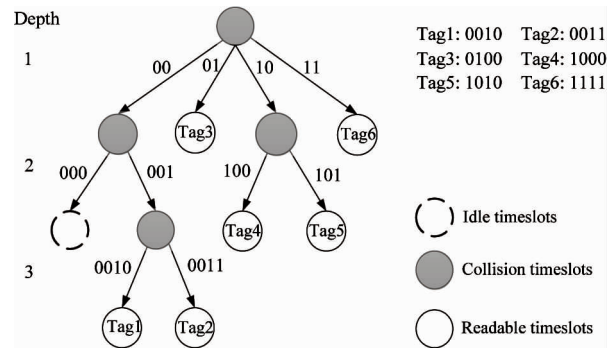 Depth
1
00
01
10
11
Tag1: 0010 Tag2: 0011
Tag3: 0100 Tag4: 1000
Tag5: 1010 Tag6: 1111
Tag3
Tag6
2
000
001
100
101
Tag4
Tag5
Idle timeslots
3
0010
0011
Collision timeslots
Tag1
Tag2
Readable timeslots